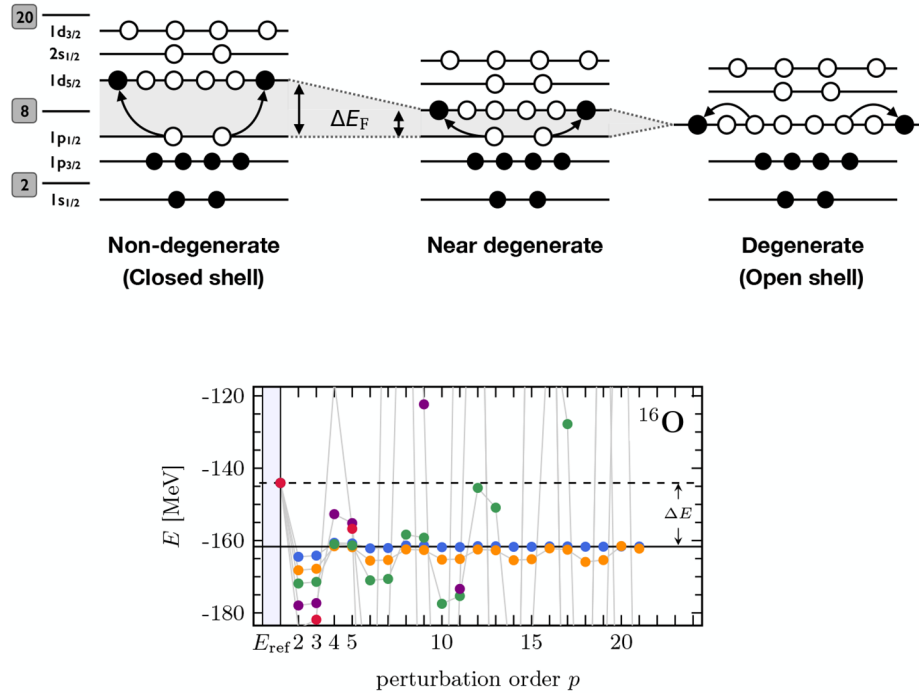 20
1d3/2
2s1/2
1d5/2
8
ΔEF
1p1/2
1p3/2
2
1s1/2
Non-degenerate
(Closed shell)
Near degenerate
Degenerate
(Open shell)
-120
16O
-140
E [MeV]
ΔE
-160
-180
Eref 2 3 4 5 10 15 20
perturbation order p